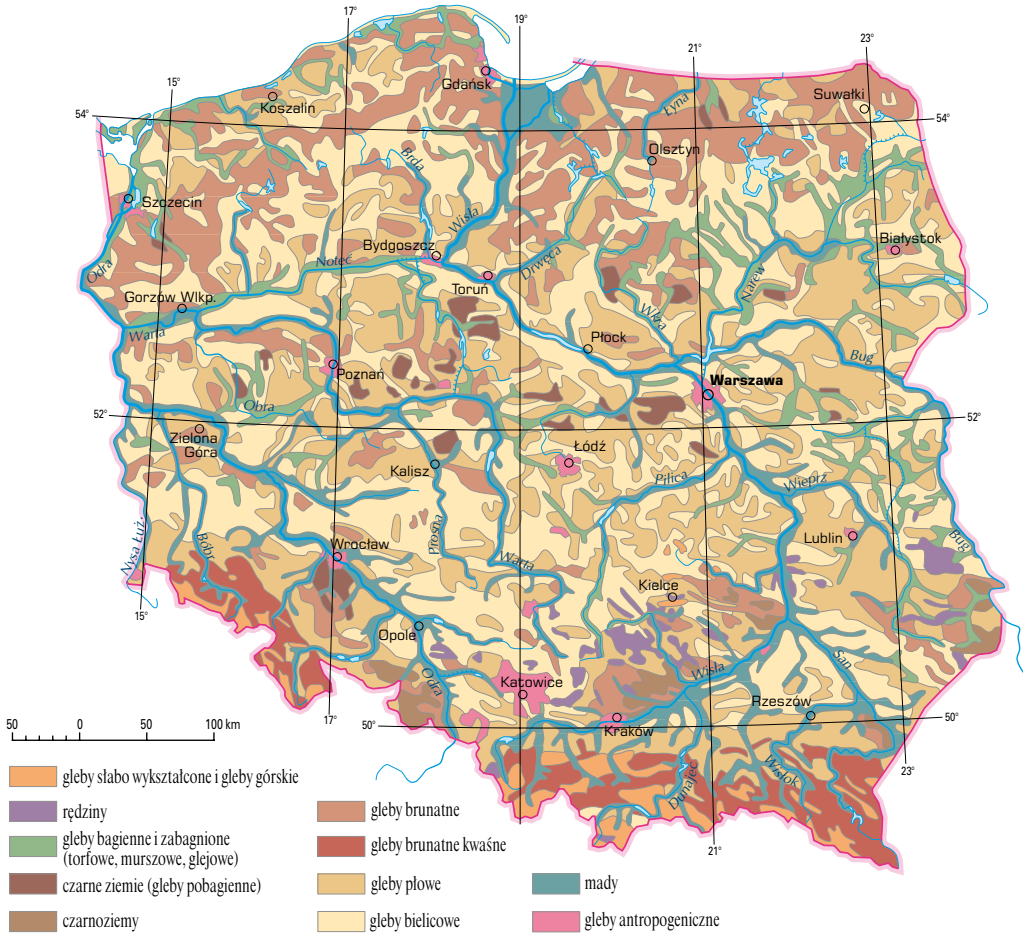 17°
19°
21°
23°
15°
Gdańsk
Koszalin
Suwałki
54°
54°
Łyna
Olsztyn
Brda
Szczecin
Wisła
Białystok
Bydgoszcz
Drwęca
Odra
Noteć
Toruń
Narew
Gorzów Wlkp.
Wkra
Warta
Płock
Bug
Poznań
Warszawa
Obra
52°
52°
Zielona
Góra
Łódź
Kalisz
Pilica
Wieprz
Prosna
Nysa Łuż.
Bóbr
Wrocław
Lublin
Bug
Warta
Kielce
15°
Opole
San
Odra
Katowice
Wisła
Rzeszów
17°
50°
50°
Kraków
Wisłok
Dunajec
23°
21°
50 0 50 100 km
gleby słabo wykształcone i gleby górskie
rędziny
gleby bagienne i zabagnione
(torfowe, murszowe, glejowe)
czarne ziemie (gleby pobagienne)
czarnoziemy
gleby brunatne
gleby brunatne kwaśne
gleby płowe
gleby bielicowe
mady
gleby antropogeniczne